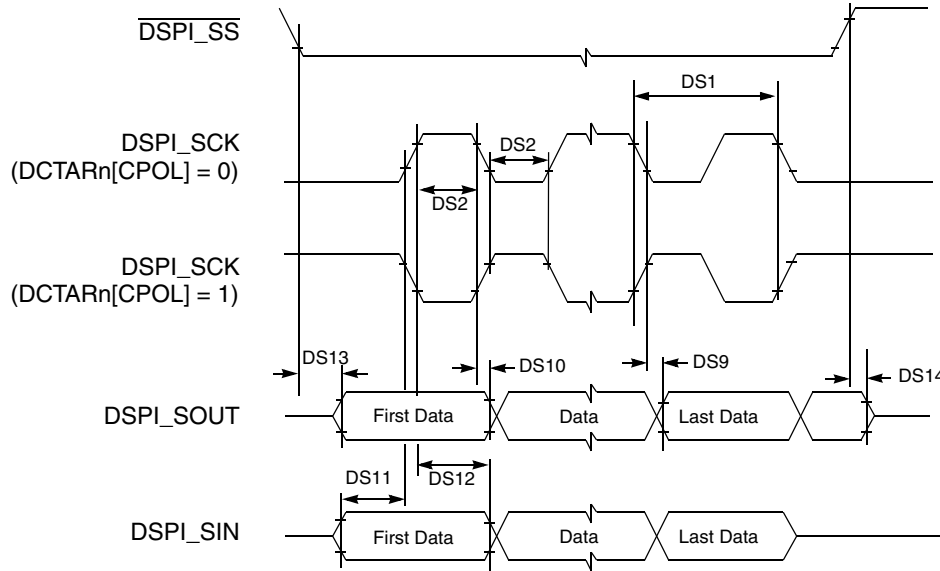 DSPI_SS
DS1
DSPI_SCK
(DCTARn[CPOL] = 0)
DS2
DS2
DSPI_SCK
(DCTARn[CPOL] = 1)
DS13
DS10
DS9
DS14
DSPI_SOUT
First Data
Data
Last Data
DS11
DS12
DSPI_SIN
First Data
Data
Last Data